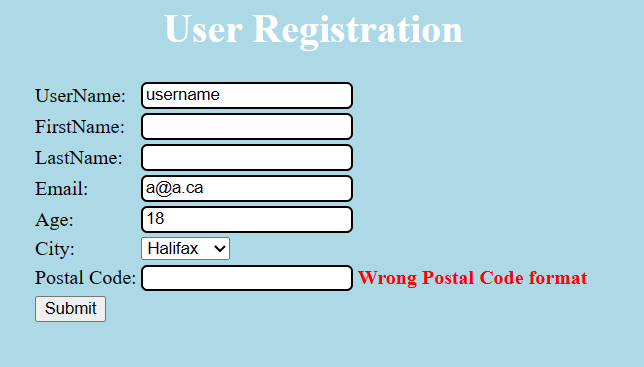 User Registration
UserName: username
FirstName:
LastName:
Email: a@a.ca
Age: 18
City: Halifax
Postal Code: Wrong Postal Code format
Submit